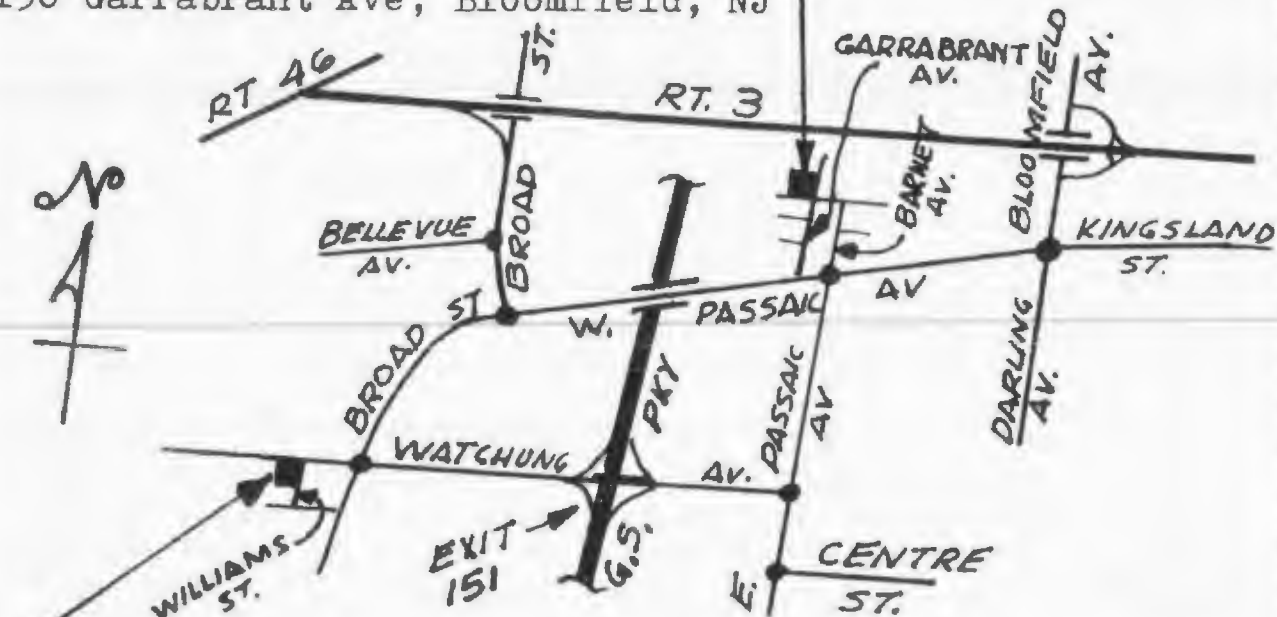 Garrabrant Ave, Bloomfield, NJ
RT 46
ST.
RT. 3
GARRABRANT
AV.
BLOOMFIELD
AV.
N
BARNET
AV.
BELLEVUE
AV.
BROAD
KINGSLAND
ST.
BROAD ST
W. PASSAIC AV
PKY
PASSAIC
AV
DARLING
AV.
WATCHUNG AV.
WILLIAMS
ST.
EXIT
151
G.S.
E.
CENTRE
ST.